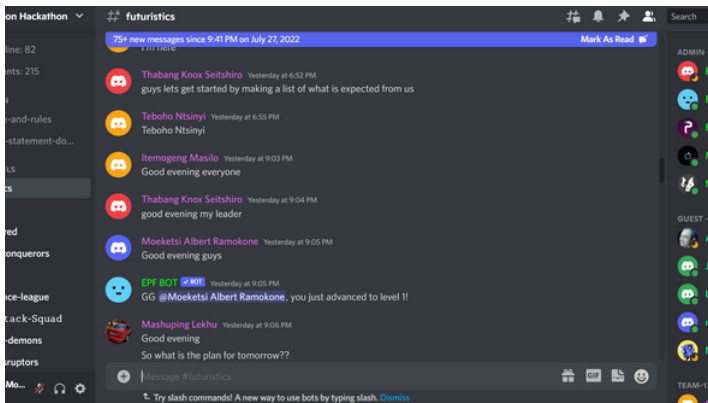 on Hackathon
futuristics
Search
75+ new messages since 9:41 PM on July 27, 2022
Mark As Read
line: 82
I'm here
ADMIN -
nts: 215
Thabang Knox Seitshiro Yesterday at 6:52 PM
guys lets get started by making a list of what is expected from us
N
e-and-rules
Teboho Ntsinyi Yesterday at 6:55 PM
Teboho Ntsinyi
-statement-do...
LS
Itemogeng Masilo Yesterday at 9:03 PM
Good evening everyone
cs
Thabang Knox Seitshiro Yesterday at 9:04 PM
good evening my leader
GUEST -
red
Moeketsi Albert Ramokone Yesterday at 9:05 PM
Good evening guys
conquerors
EPF BOT BOT Yesterday at 9:05 PM
GG @Moeketsi Albert Ramokone, you just advanced to level 1!
ce-league
tack-Squad
Mashuping Lekhu Yesterday at 9:06 PM
Good evening
-demons
So what is the plan for tomorrow??
sruptors
Message #futuristics
GIF
Mo...
TEAM-1
Try slash commands! A new way to use bots by typing slash. Dismiss